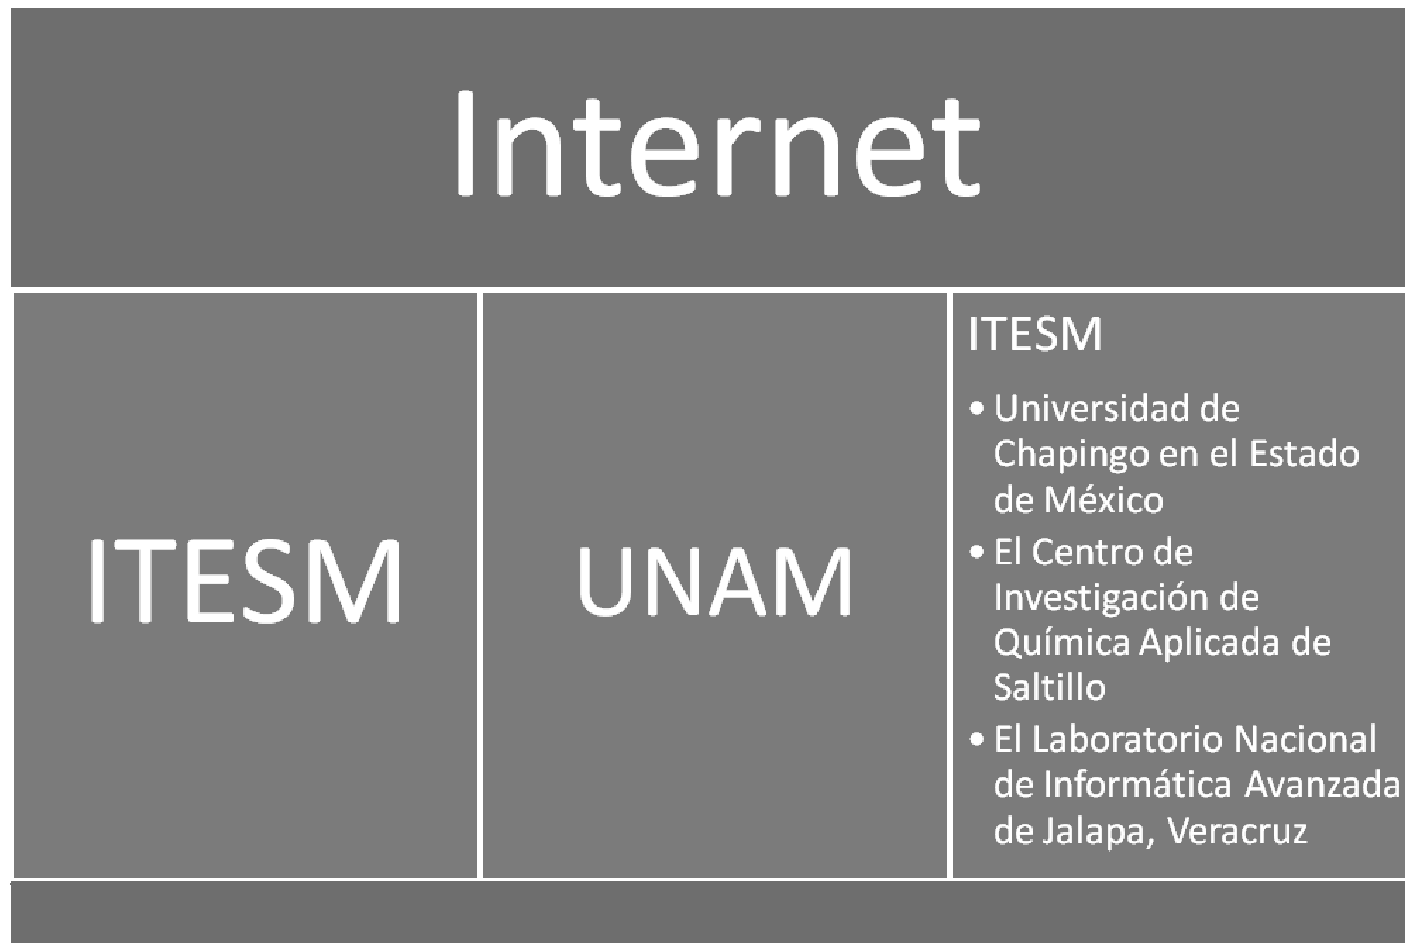 Internet
ITESM
UNAM
ITESM
• Universidad de
Chapingo en el Estado
de México
• El Centro de
Investigación de
Química Aplicada de
Saltillo
• El Laboratorio Nacional
de Informática Avanzada
de Jalapa, Veracruz